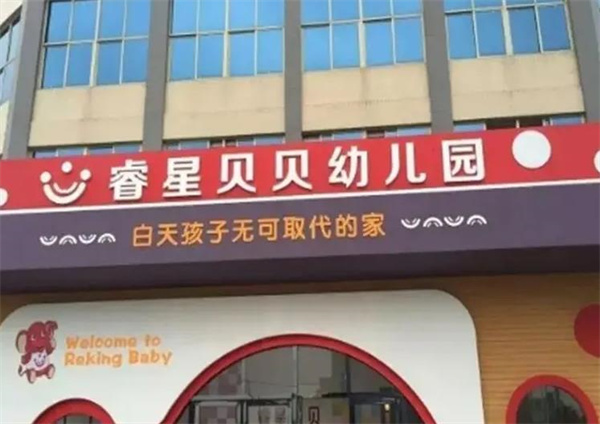 睿星贝贝幼儿园
白天孩子无可取代的家
Welcome to
Reking Baby